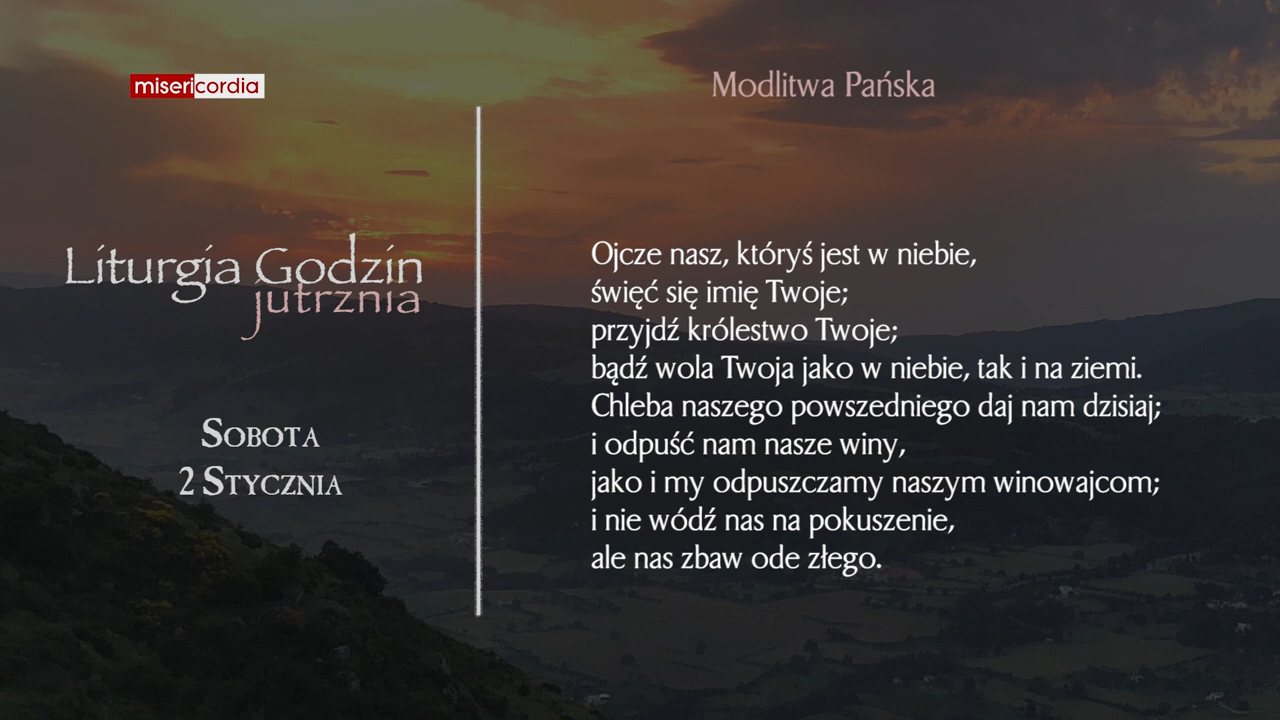 misericordia
Liturgia Godzin
jutrznia
Sobota
2 Stycznia
Modlitwa Pańska
Ojcze nasz, któryś jest w niebie,
święć się imię Twoje;
przyjdź królestwo Twoje;
bądź wola Twoja jako w niebie, tak i na ziemi.
Chleba naszego powszedniego daj nam dzisiaj;
i odpuść nam nasze winy,
jako i my odpuszczamy naszym winowajcom;
i nie wódź nas na pokuszenie,
ale nas zbaw ode złego.